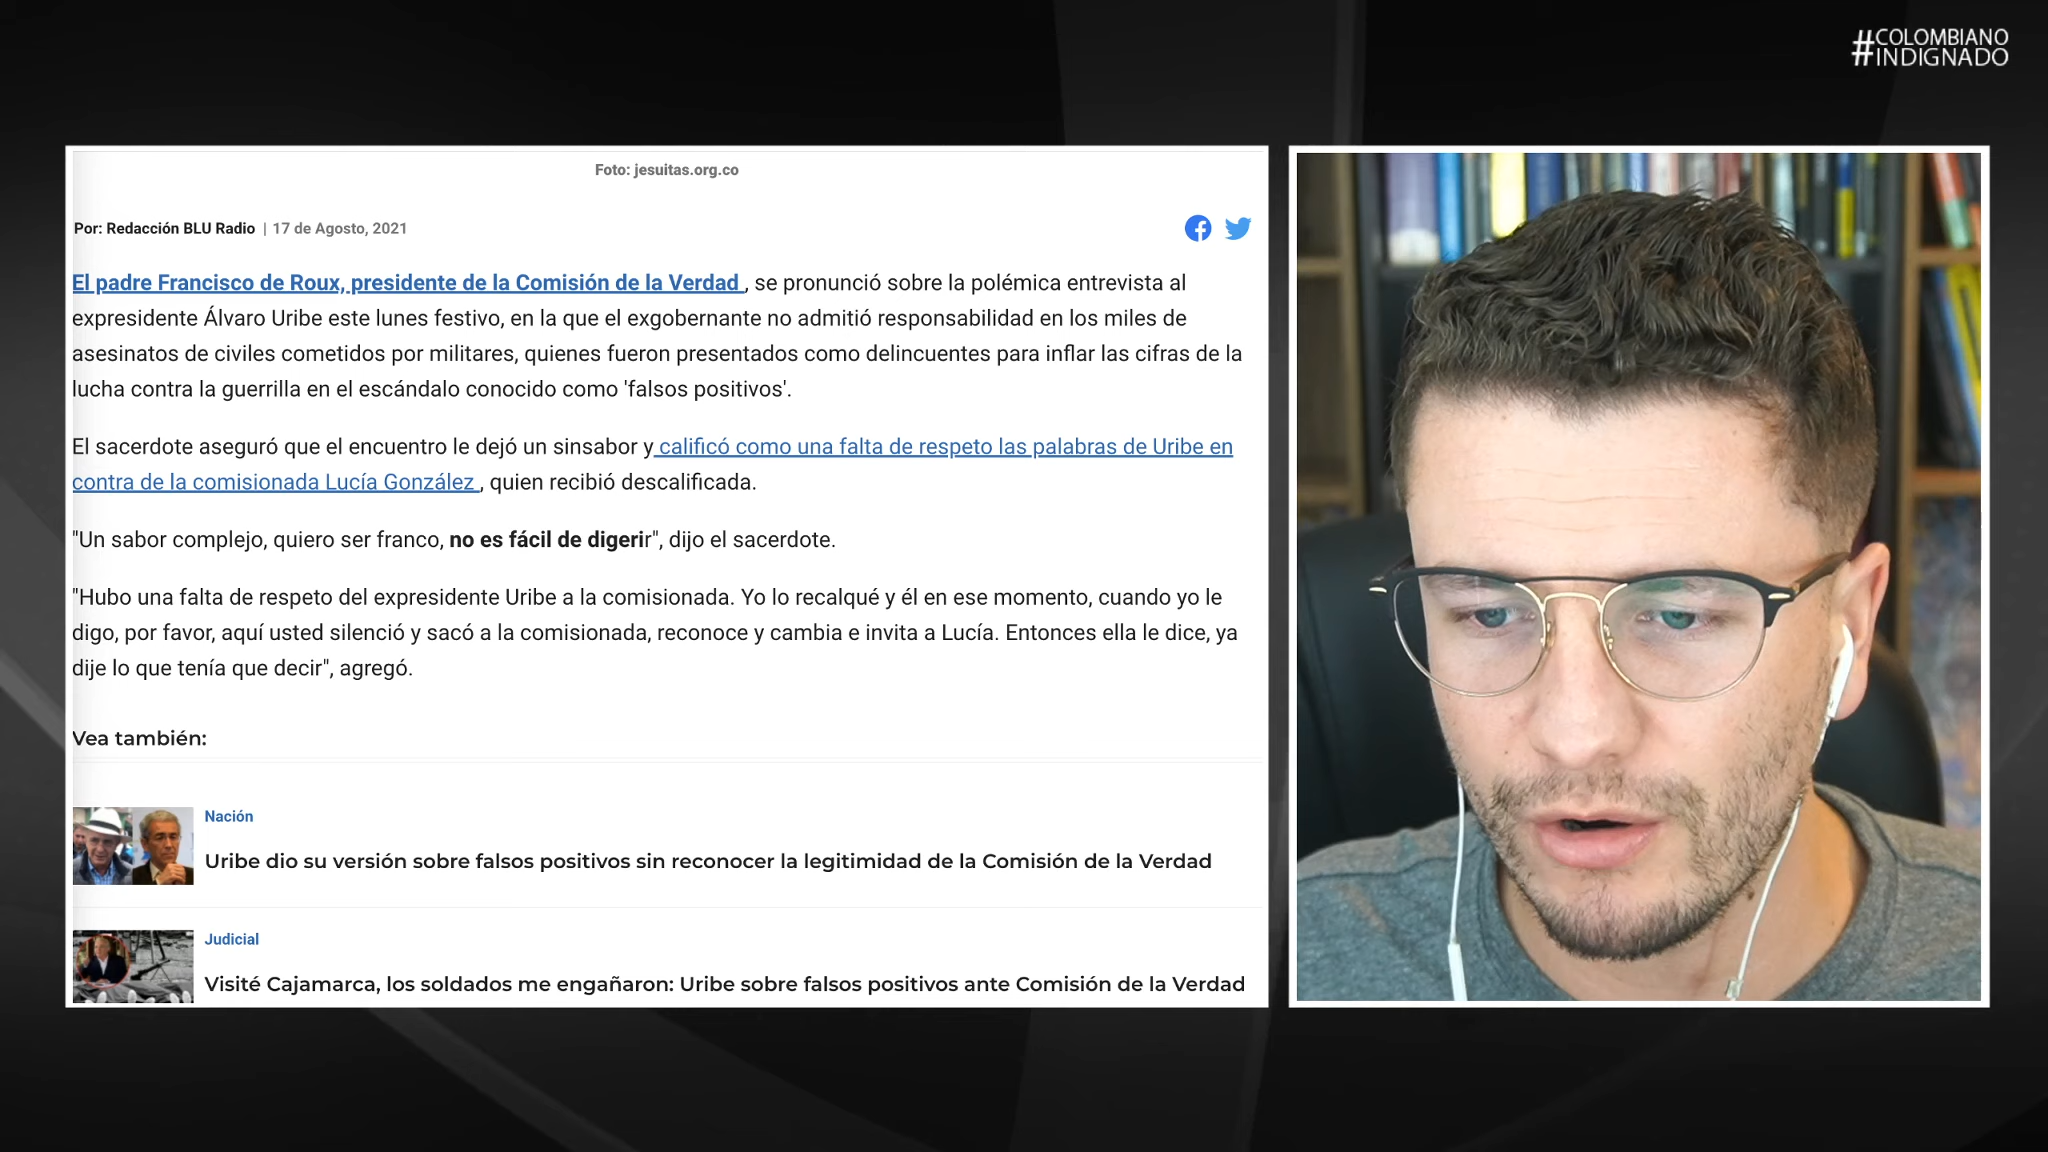 #COLOMBIANO
INDIGNADO
Foto: jesuitas.org.co
Por: Redacción BLU Radio | 17 de Agosto, 2021
El padre Francisco de Roux, presidente de la Comisión de la Verdad , se pronunció sobre la polémica entrevista al
expresidente Álvaro Uribe este lunes festivo, en la que el exgobernante no admitió responsabilidad en los miles de
asesinatos de civiles cometidos por militares, quienes fueron presentados como delincuentes para inflar las cifras de la
lucha contra la guerrilla en el escándalo conocido como 'falsos positivos'.
El sacerdote aseguró que el encuentro le dejó un sinsabor y calificó como una falta de respeto las palabras de Uribe en
contra de la comisionada Lucía González , quien recibió descalificada.
"Un sabor complejo, quiero ser franco, no es fácil de digerir", dijo el sacerdote.
"Hubo una falta de respeto del expresidente Uribe a la comisionada. Yo lo recalqué y él en ese momento, cuando yo le
digo, por favor, aquí usted silenció y sacó a la comisionada, reconoce y cambia e invita a Lucía. Entonces ella le dice, ya
dije lo que tenía que decir", agregó.
Vea también:
Nación
Uribe dio su versión sobre falsos positivos sin reconocer la legitimidad de la Comisión de la Verdad
Judicial
Visité Cajamarca, los soldados me engañaron: Uribe sobre falsos positivos ante Comisión de la Verdad